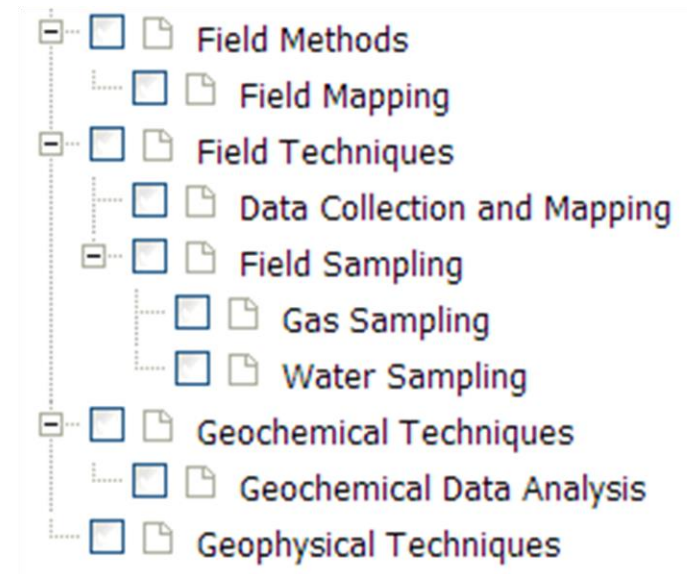 Field Methods
Field Mapping
Field Techniques
Data Collection and Mapping
Field Sampling
Gas Sampling
Water Sampling
Geochemical Techniques
Geochemical Data Analysis
Geophysical Techniques